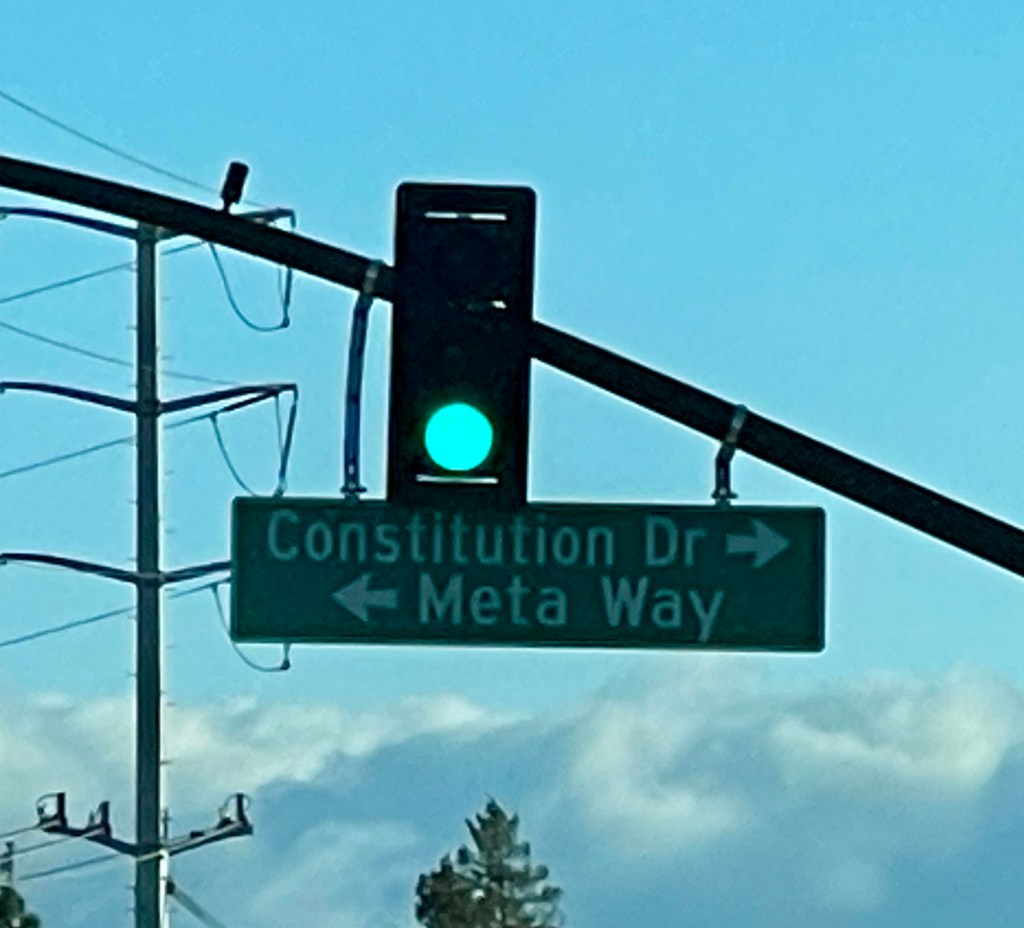 Constitution Dr →
← Meta Way